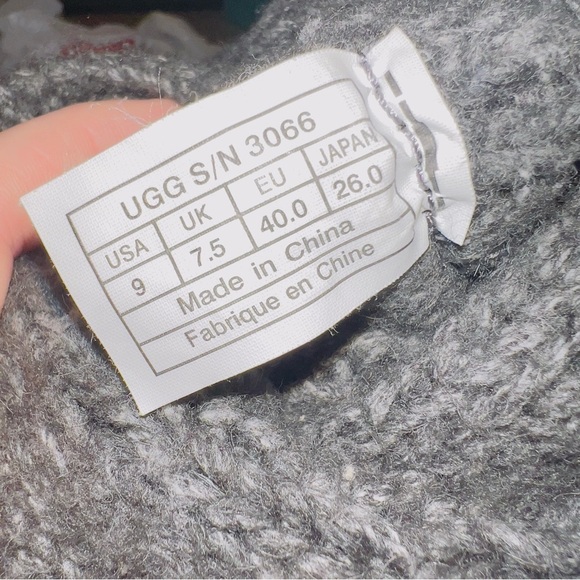 UGG S/N 3066
USA UK EU JAPAN
9 7.5 40.0 26.0
Made in China
Fabrique en Chine